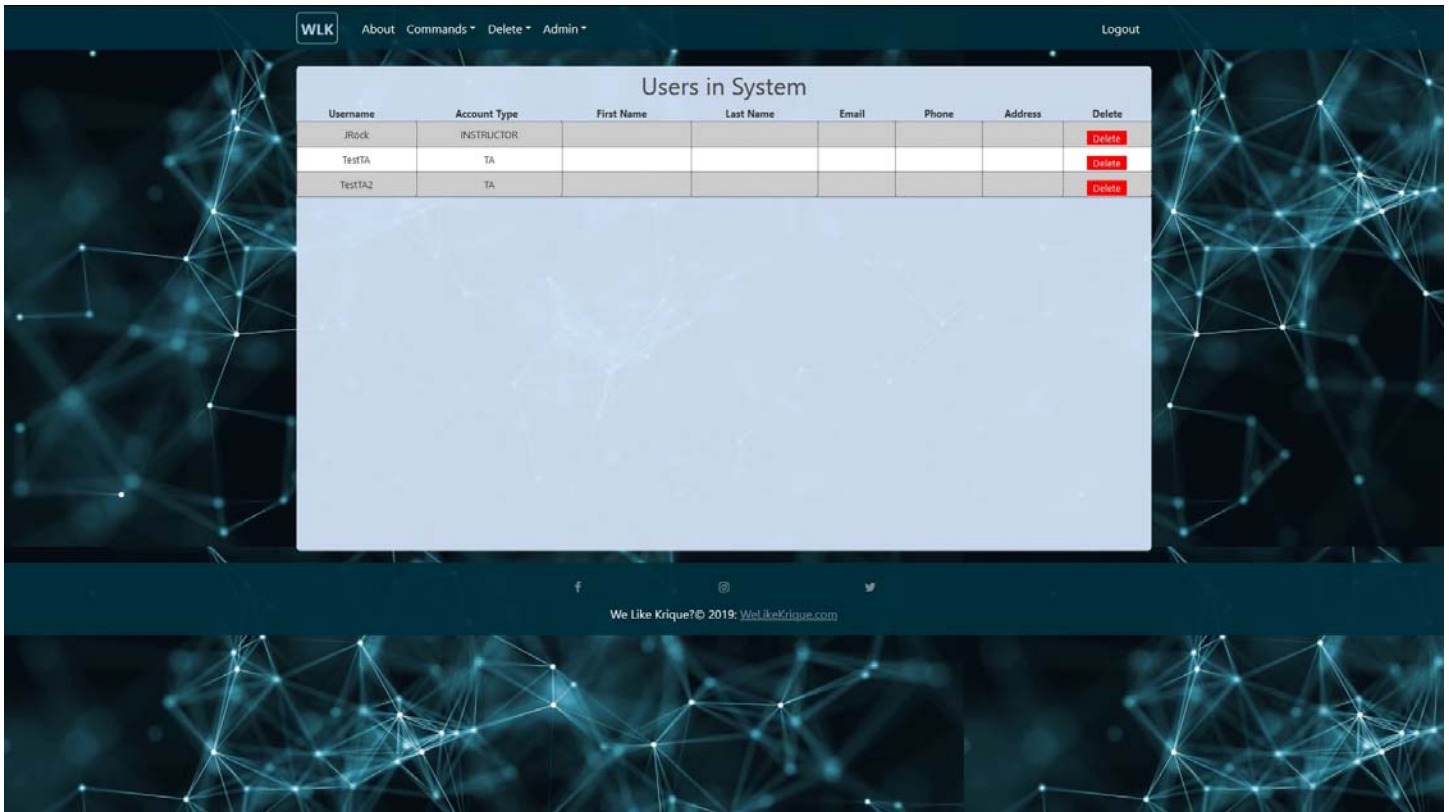 WLK About Commands Delete Admin Logout
Users in System
Username Account Type First Name Last Name Email Phone Address Delete
JRock INSTRUCTOR Delete
TestTA TA Delete
TestTA2 TA Delete
We Like Krique?© 2019: WeLikeKrique.com